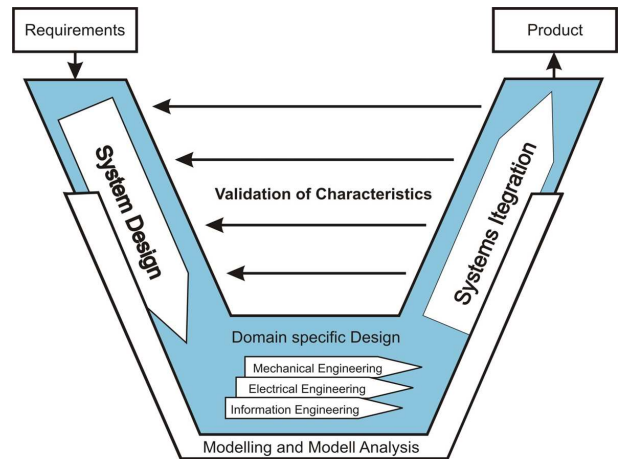 Requirements
Product
System Design
Validation of Characteristics
Systems Itegration
Domain specific Design
Mechanical Engineering
Electrical Engineering
Information Engineering
Modelling and Modell Analysis